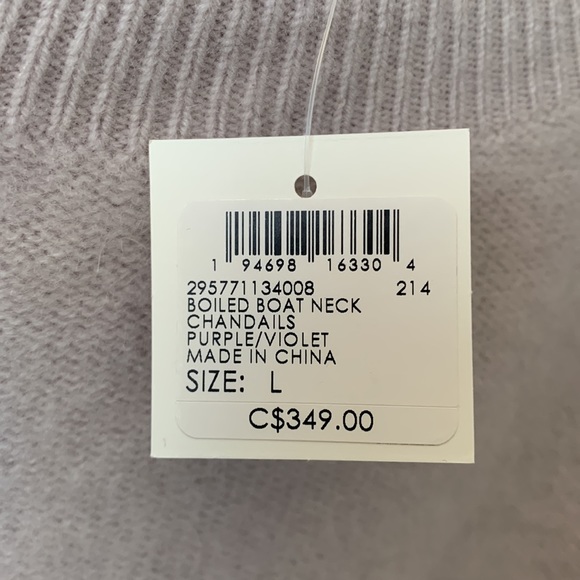 1 94698 16330 4
295771134008 214
BOILED BOAT NECK
CHANDAILS
PURPLE/VIOLET
MADE IN CHINA
SIZE: L
C$349.00